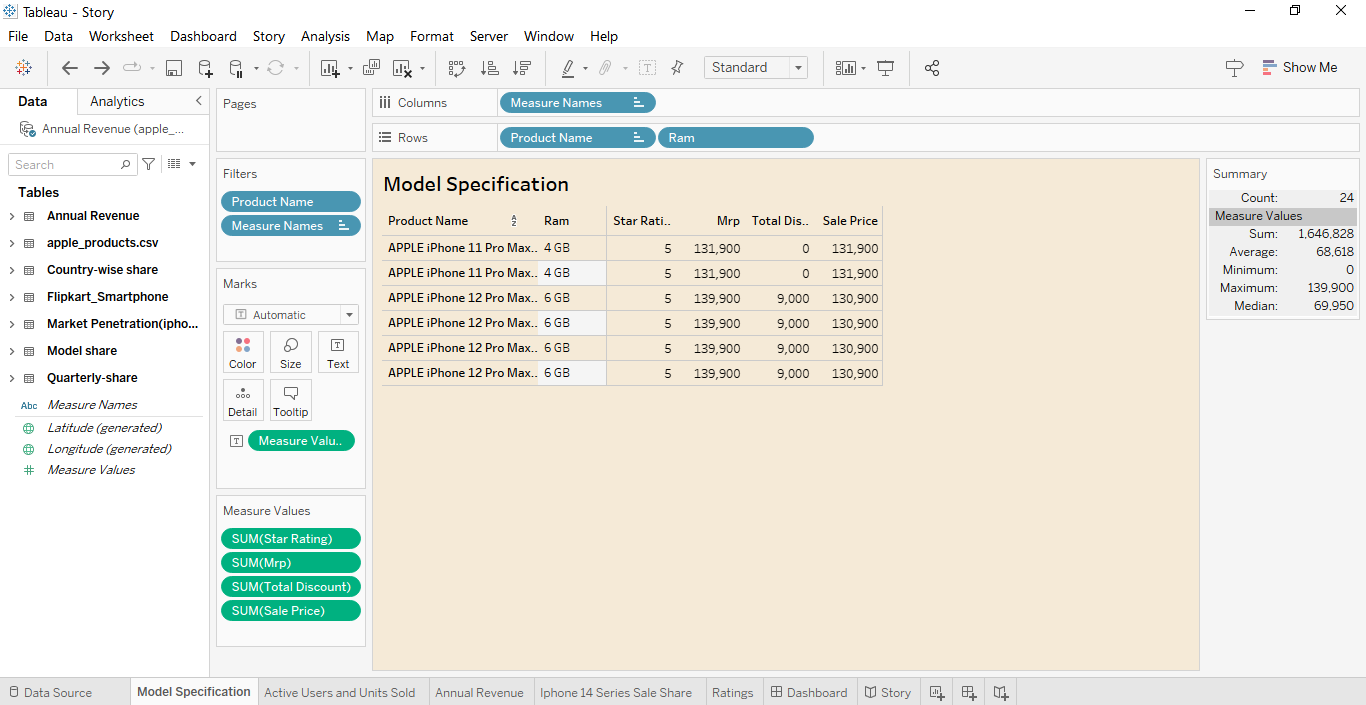 Tableau - Story
File Data Worksheet Dashboard Story Analysis Map Format Server Window Help
Standard
Show Me
Data Analytics
Annual Revenue (apple_...
Search
Tables
Annual Revenue
apple_products.csv
Country-wise share
Flipkart_Smartphone
Market Penetration(ipho...
Model share
Quarterly-share
Abc Measure Names
Latitude (generated)
Longitude (generated)
Measure Values
Pages
Filters
Product Name
Measure Names
Marks
T Automatic
Color Size Text
Detail Tooltip
T Measure Valu..
Measure Values
SUM(Star Rating)
SUM(Mrp)
SUM(Total Discount)
SUM(Sale Price)
Columns Measure Names
Rows Product Name Ram
Model Specification
Product Name Ram Star Rati.. Mrp Total Dis.. Sale Price
APPLE iPhone 11 Pro Max.. 4 GB 5 131,900 0 131,900
APPLE iPhone 11 Pro Max.. 4 GB 5 131,900 0 131,900
APPLE iPhone 12 Pro Max.. 6 GB 5 139,900 9,000 130,900
APPLE iPhone 12 Pro Max.. 6 GB 5 139,900 9,000 130,900
APPLE iPhone 12 Pro Max.. 6 GB 5 139,900 9,000 130,900
APPLE iPhone 12 Pro Max.. 6 GB 5 139,900 9,000 130,900
Summary
Count: 24
Measure Values
Sum: 1,646,828
Average: 68,618
Minimum: 0
Maximum: 139,900
Median: 69,950
Data Source Model Specification Active Users and Units Sold Annual Revenue Iphone 14 Series Sale Share Ratings Dashboard Story